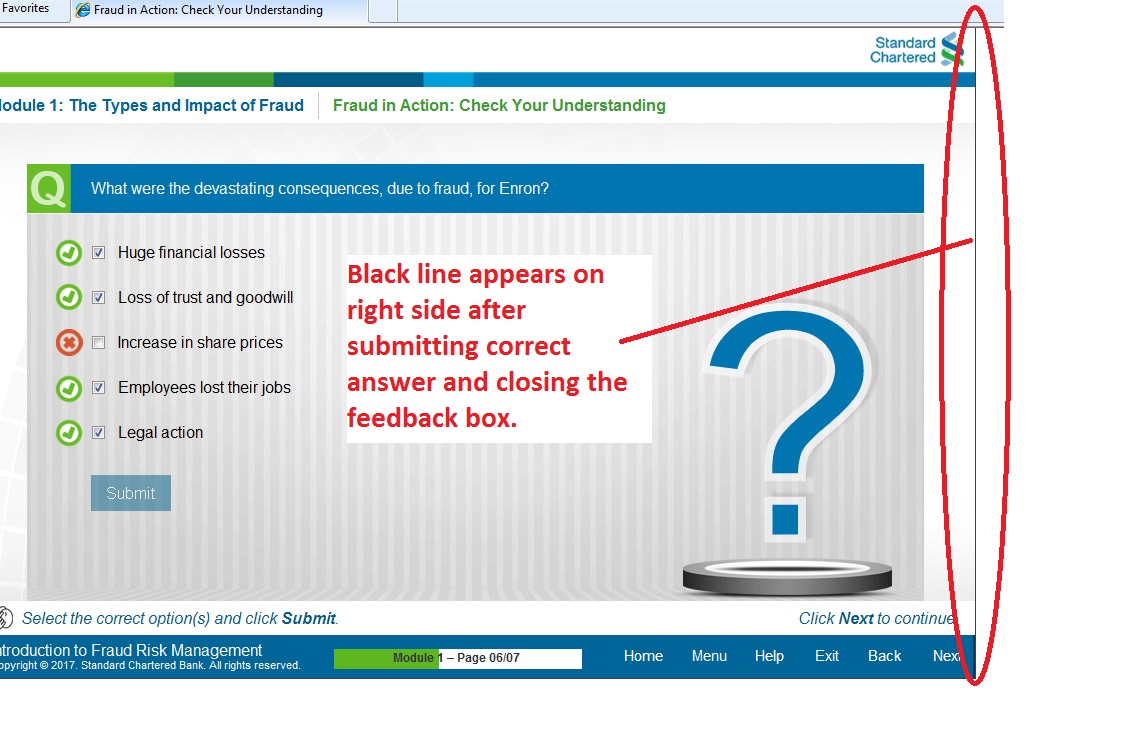 Favorites
Fraud in Action: Check Your Understanding
Standard
Chartered
odule 1: The Types and Impact of Fraud
Fraud in Action: Check Your Understanding
Q
What were the devastating consequences, due to fraud, for Enron?
Huge financial losses
Loss of trust and goodwill
Increase in share prices
Employees lost their jobs
Legal action
Black line appears on
right side after
submitting correct
answer and closing the
feedback box.
Submit
Select the correct option(s) and click Submit.
Click Next to continue
ntroduction to Fraud Risk Management
opyright © 2017. Standard Chartered Bank. All rights reserved.
Module 1 – Page 06/07
Home Menu Help Exit Back Next